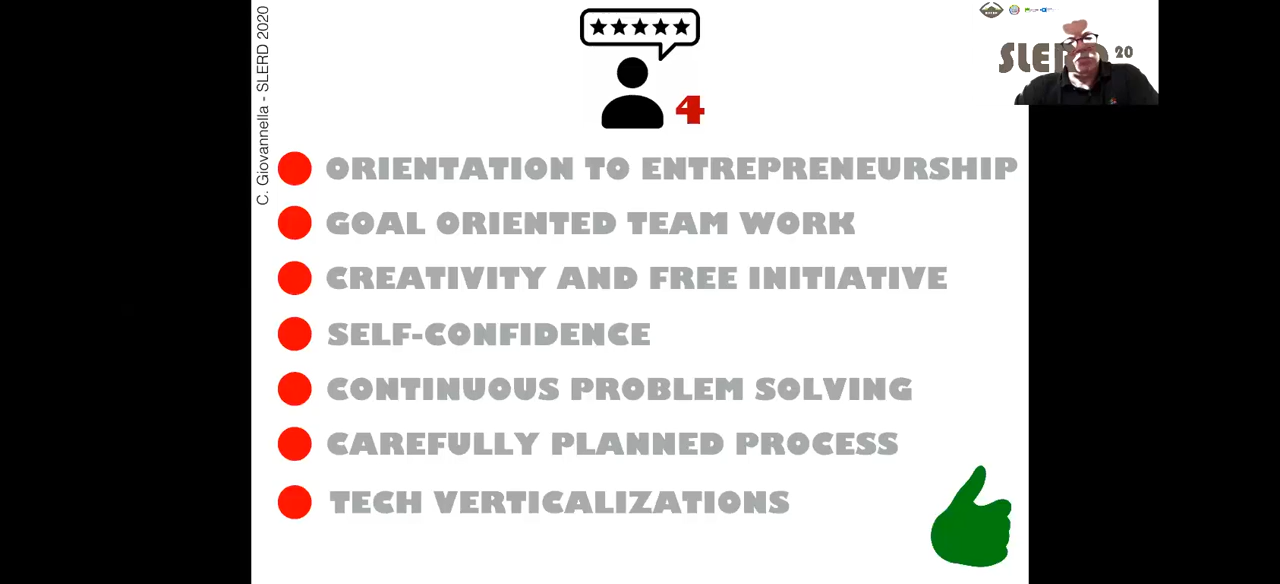 C. Giovannella - SLERD 2020
SLERD 20
4
ORIENTATION TO ENTREPRENEURSHIP
GOAL ORIENTED TEAM WORK
CREATIVITY AND FREE INITIATIVE
SELF-CONFIDENCE
CONTINUOUS PROBLEM SOLVING
CAREFULLY PLANNED PROCESS
TECH VERTICALIZATIONS